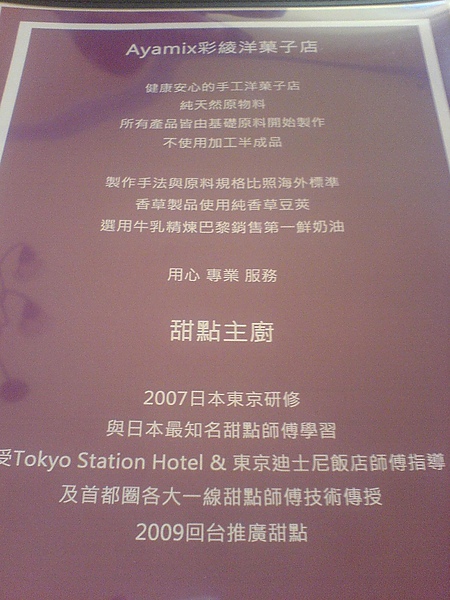 Ayamix彩綾洋菓子店
健康安心的手工洋菓子店
純天然原物料
所有產品皆由基礎原料開始製作
不使用加工半成品
製作手法與原料規格比照海外標準
香草製品使用純香草豆莢
選用牛乳精煉巴黎銷售第一鮮奶油
用心 專業 服務
甜點主廚
2007日本東京研修
與日本最知名甜點師傅學習
受Tokyo Station Hotel & 東京迪士尼飯店師傅指導
及首都圈各大一線甜點師傅技術傳授
2009回台推廣甜點